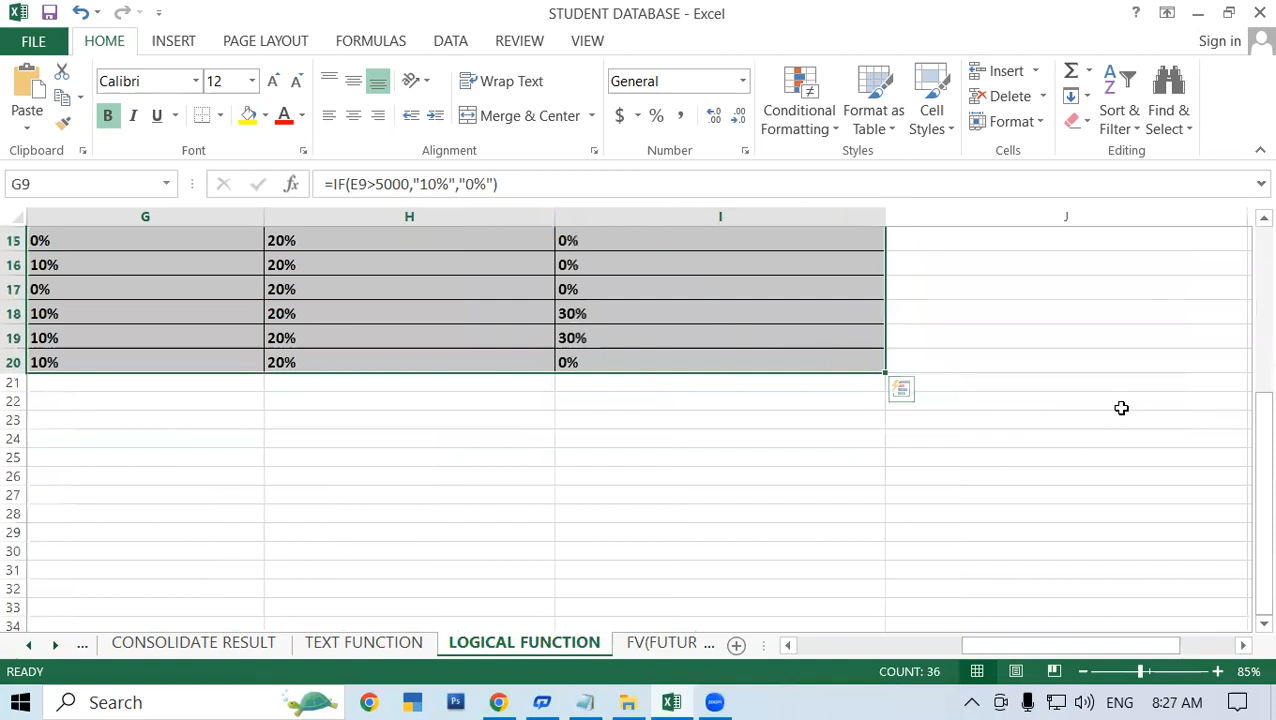 STUDENT DATABASE - Excel
?
FILE HOME INSERT PAGE LAYOUT FORMULAS DATA REVIEW VIEW Sign in
Paste Calibri 12 A A Wrap Text General Conditional Formatting Format as Table Cell Styles Insert Σ Sort & Filter Find & Select
B I U A Merge & Center $ % , Delete
Format
Clipboard Font Alignment Number Styles Cells Editing
G9 fx =IF(E9>5000,"10%","0%")
G H I J
15 0% 20% 0%
16 10% 20% 0%
17 0% 20% 0%
18 10% 20% 30%
19 10% 20% 30%
20 10% 20% 0%
21
22
23
24
25
26
27
28
29
30
31
32
33
34
... CONSOLIDATE RESULT TEXT FUNCTION LOGICAL FUNCTION FV(FUTUR ...
READY COUNT: 36 85%
Search ENG 8:27 AM